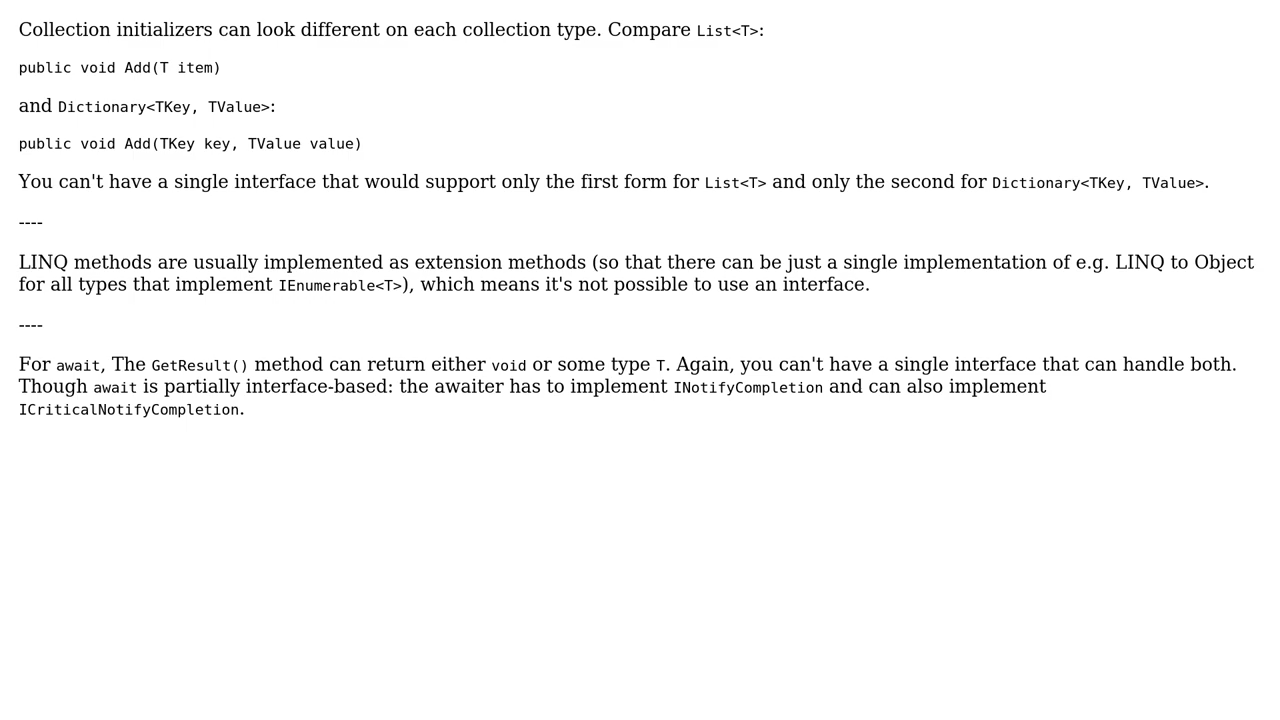 Collection initializers can look different on each collection type. Compare List<T>:
public void Add(T item)
and Dictionary<TKey, TValue>:
public void Add(TKey key, TValue value)
You can't have a single interface that would support only the first form for List<T> and only the second for Dictionary<TKey, TValue>.
----
LINQ methods are usually implemented as extension methods (so that there can be just a single implementation of e.g. LINQ to Object
for all types that implement IEnumerable<T>), which means it's not possible to use an interface.
----
For await, The GetResult() method can return either void or some type T. Again, you can't have a single interface that can handle both.
Though await is partially interface-based: the awaiter has to implement INotifyCompletion and can also implement
ICriticalNotifyCompletion.